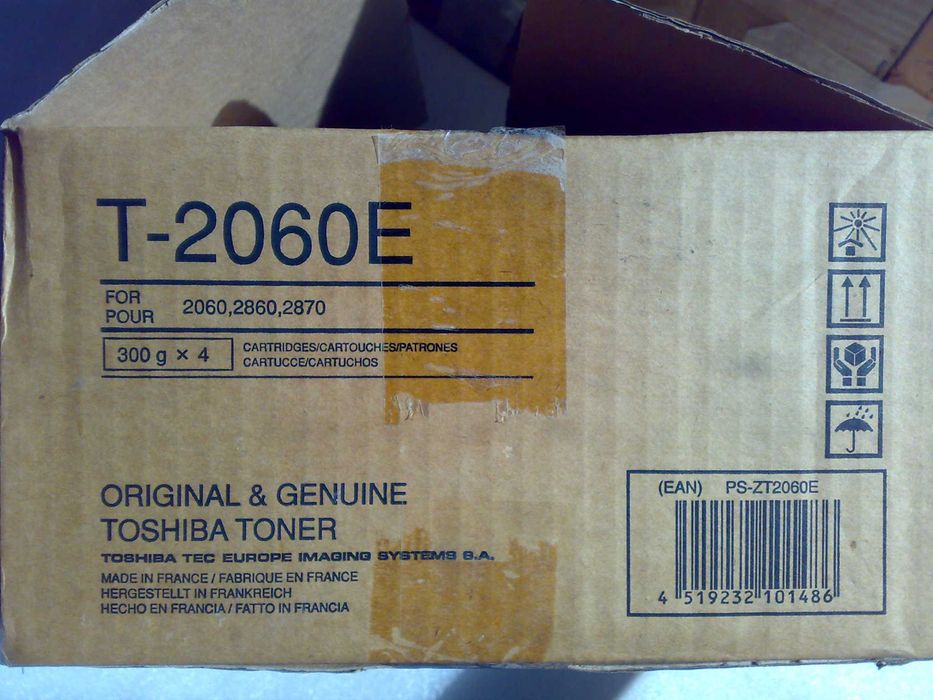 T-2060E
FOR
POUR
2060,2860,2870
300 g × 4
CARTRIDGES/CARTOUCHES/PATRONES
CARTUCCE/CARTUCHOS
ORIGINAL & GENUINE
TOSHIBA TONER
TOSHIBA TEC EUROPE IMAGING SYSTEMS S.A.
MADE IN FRANCE / FABRIQUE EN FRANCE
HERGESTELLT IN FRANKREICH
HECHO EN FRANCIA / FATTO IN FRANCIA
(EAN) PS-ZT2060E
4 519232 101486